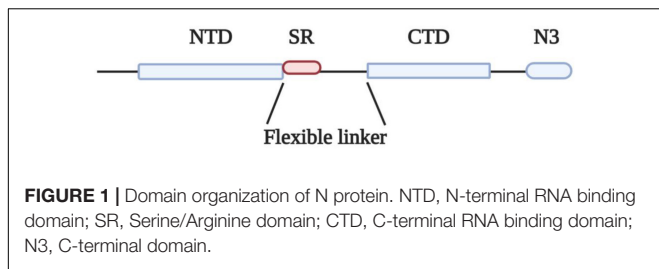 NTD SR CTD N3
Flexible linker
FIGURE 1 | Domain organization of N protein. NTD, N-terminal RNA binding
domain; SR, Serine/Arginine domain; CTD, C-terminal RNA binding domain;
N3, C-terminal domain.